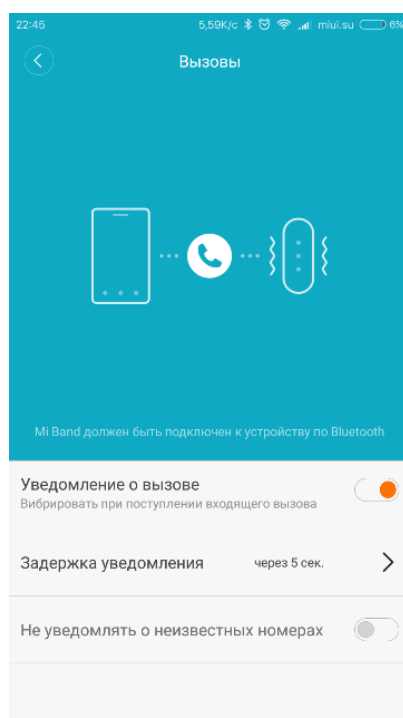 22:45 5,59K/c miui.su 6%
Вызовы
Mi Band должен быть подключен к устройству по Bluetooth
Уведомление о вызове
Вибрировать при поступлении входящего вызова
Задержка уведомления через 5 сек.
Не уведомлять о неизвестных номерах